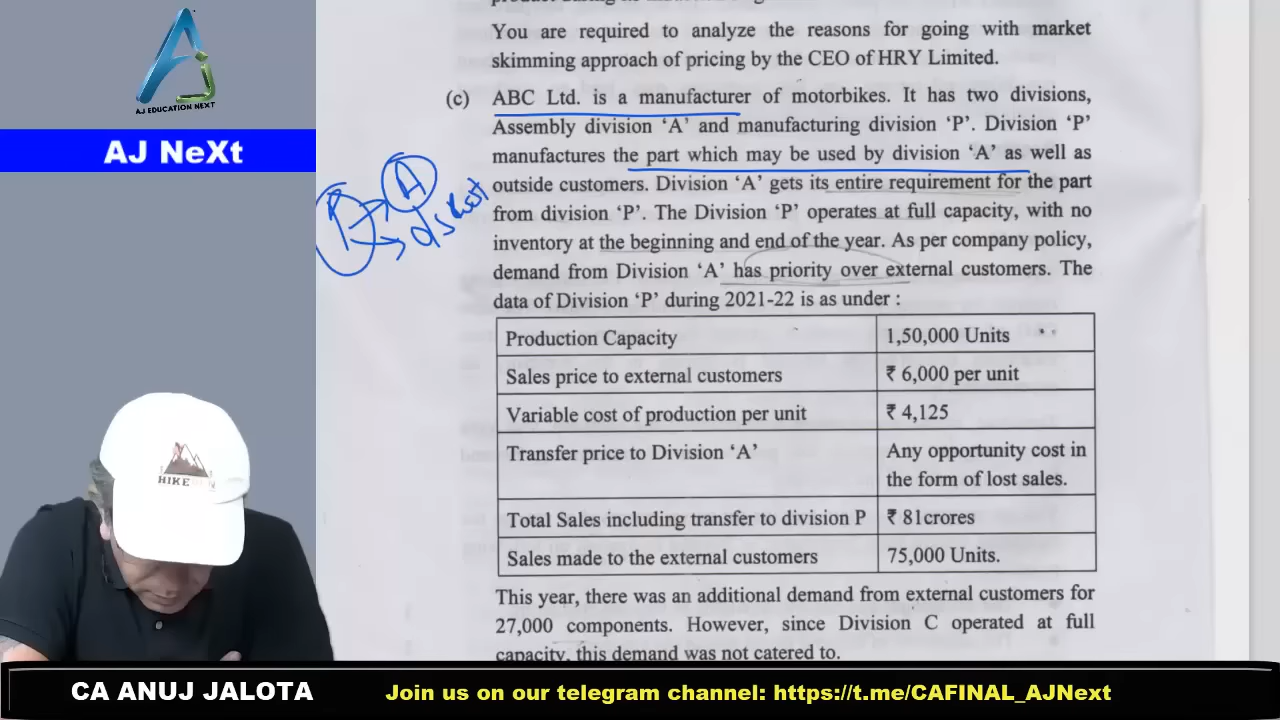 You are required to analyze the reasons for going with market
skimming approach of pricing by the CEO of HRY Limited.
AJ EDUCATION NEXT
AJ NeXt
(c) ABC Ltd. is a manufacturer of motorbikes. It has two divisions,
Assembly division ‘A’ and manufacturing division ‘P’. Division ‘P’
manufactures the part which may be used by division ‘A’ as well as
outside customers. Division ‘A’ gets its entire requirement for the part
from division ‘P’. The Division ‘P’ operates at full capacity, with no
inventory at the beginning and end of the year. As per company policy,
demand from Division ‘A’ has priority over external customers. The
data of Division ‘P’ during 2021-22 is as under :
P A
Production Capacity 1,50,000 Units
Sales price to external customers ₹ 6,000 per unit
Variable cost of production per unit ₹ 4,125
Transfer price to Division ‘A’ Any opportunity cost in
the form of lost sales.
Total Sales including transfer to division P ₹ 81crores
Sales made to the external customers 75,000 Units.
This year, there was an additional demand from external customers for
27,000 components. However, since Division C operated at full
capacity, this demand was not catered to.
HIKE
CA ANUJ JALOTA
Join us on our telegram channel: https://t.me/CAFINAL_AJNext